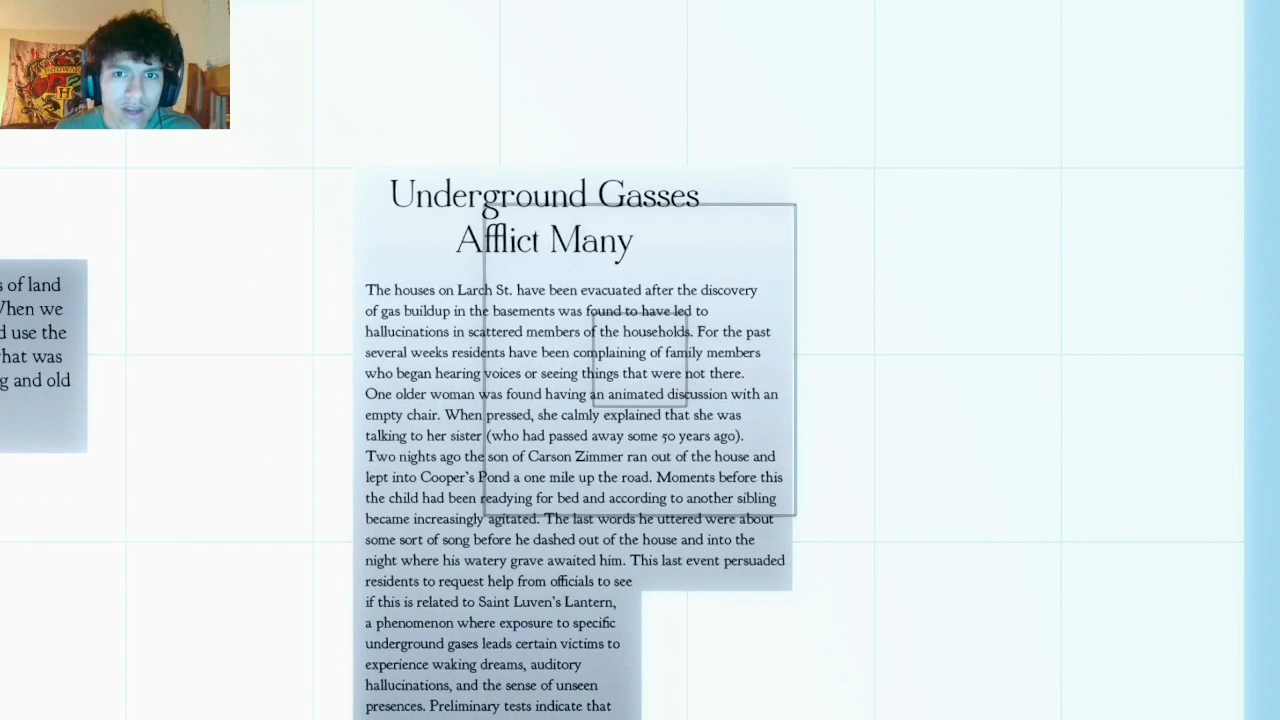 s of land
When we
d use the
hat was
g and old
Underground Gasses
Afflict Many
The houses on Larch St. have been evacuated after the discovery
of gas buildup in the basements was found to have led to
hallucinations in scattered members of the households. For the past
several weeks residents have been complaining of family members
who began hearing voices or seeing things that were not there.
One older woman was found having an animated discussion with an
empty chair. When pressed, she calmly explained that she was
talking to her sister (who had passed away some 50 years ago).
Two nights ago the son of Carson Zimmer ran out of the house and
lept into Cooper's Pond a one mile up the road. Moments before this
the child had been readying for bed and according to another sibling
became increasingly agitated. The last words he uttered were about
some sort of song before he dashed out of the house and into the
night where his watery grave awaited him. This last event persuaded
residents to request help from officials to see
if this is related to Saint Luven's Lantern,
a phenomenon where exposure to specific
underground gases leads certain victims to
experience waking dreams, auditory
hallucinations, and the sense of unseen
presences. Preliminary tests indicate that